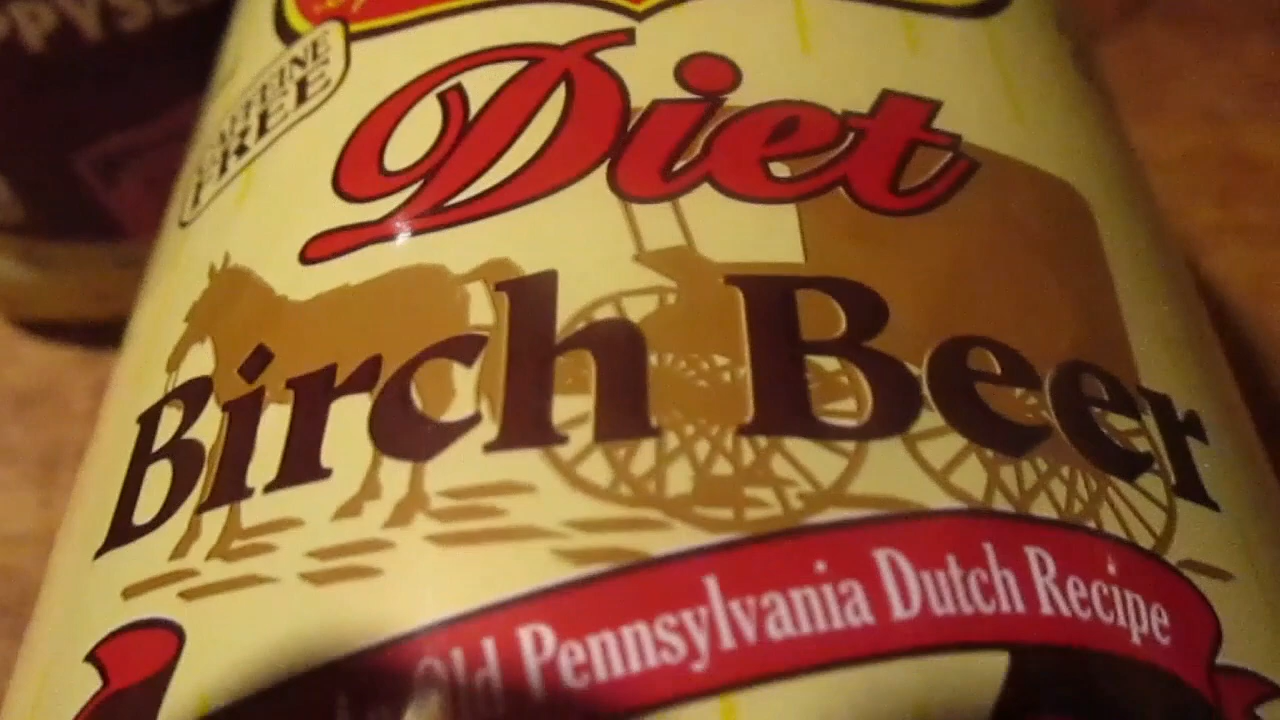 CAFFEINE
FREE
Diet
Birch Beer
Old Pennsylvania Dutch Recipe